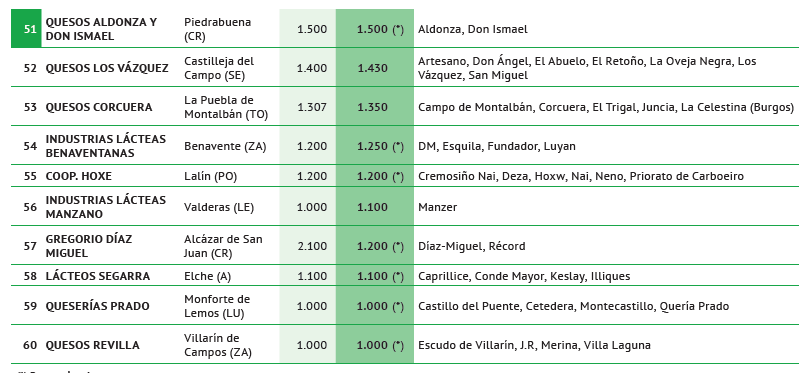 51 QUESOS ALDONZA Y DON ISMAEL Piedrabuena (CR) 1.500 1.500 (*) Aldonza, Don Ismael
52 QUESOS LOS VÁZQUEZ Castilleja del Campo (SE) 1.400 1.430 Artesano, Don Ángel, El Abuelo, El Retoño, La Oveja Negra, Los Vázquez, San Miguel
53 QUESOS CORCUERA La Puebla de Montalbán (TO) 1.307 1.350 Campo de Montalbán, Corcuera, El Trigal, Juncia, La Celestina (Burgos)
54 INDUSTRIAS LÁCTEAS BENAVENTANAS Benavente (ZA) 1.200 1.250 (*) DM, Esquila, Fundador, Luyan
55 COOP. HOXE Lalín (PO) 1.200 1.200 (*) Cremosiño Nai, Deza, Hoxw, Nai, Neno, Priorato de Carboeiro
56 INDUSTRIAS LÁCTEAS MANZANO Valderas (LE) 1.000 1.100 Manzer
57 GREGORIO DÍAZ MIGUEL Alcázar de San Juan (CR) 2.100 1.200 (*) Díaz-Miguel, Récord
58 LÁCTEOS SEGARRA Elche (A) 1.100 1.100 (*) Caprillice, Conde Mayor, Keslay, Illiques
59 QUESERÍAS PRADO Monforte de Lemos (LU) 1.000 1.000 (*) Castillo del Puente, Cetedera, Montecastillo, Quería Prado
60 QUESOS REVILLA Villarín de Campos (ZA) 1.000 1.000 (*) Escudo de Villarín, J.R, Merina, Villa Laguna